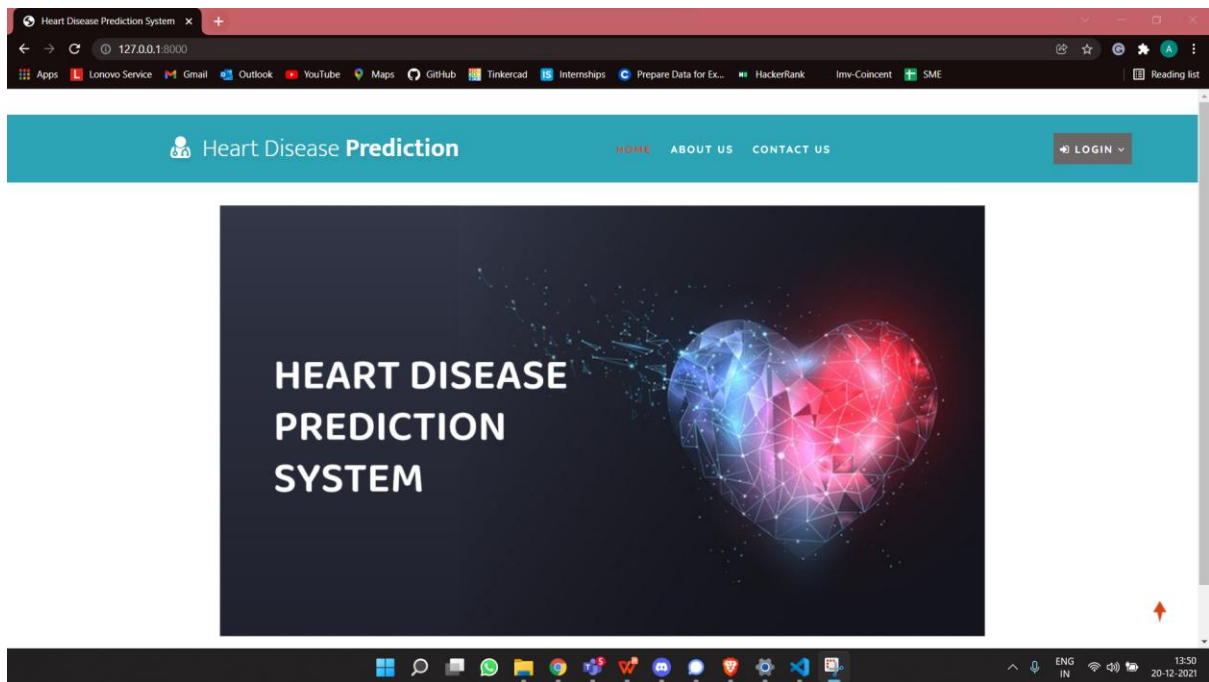 Heart Disease Prediction System
127.0.0.1:8000
Apps Lonovo Service Gmail Outlook YouTube Maps GitHub Tinkercad Internships Prepare Data for Ex... HackerRank Imv-Coincent SME Reading list
Heart Disease Prediction HOME ABOUT US CONTACT US LOGIN
HEART DISEASE
PREDICTION
SYSTEM
ENG 13:50
IN 20-12-2021